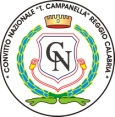 CONVITTO NAZIONALE "T. CAMPANELLA" REGGIO CALABRIA
CN